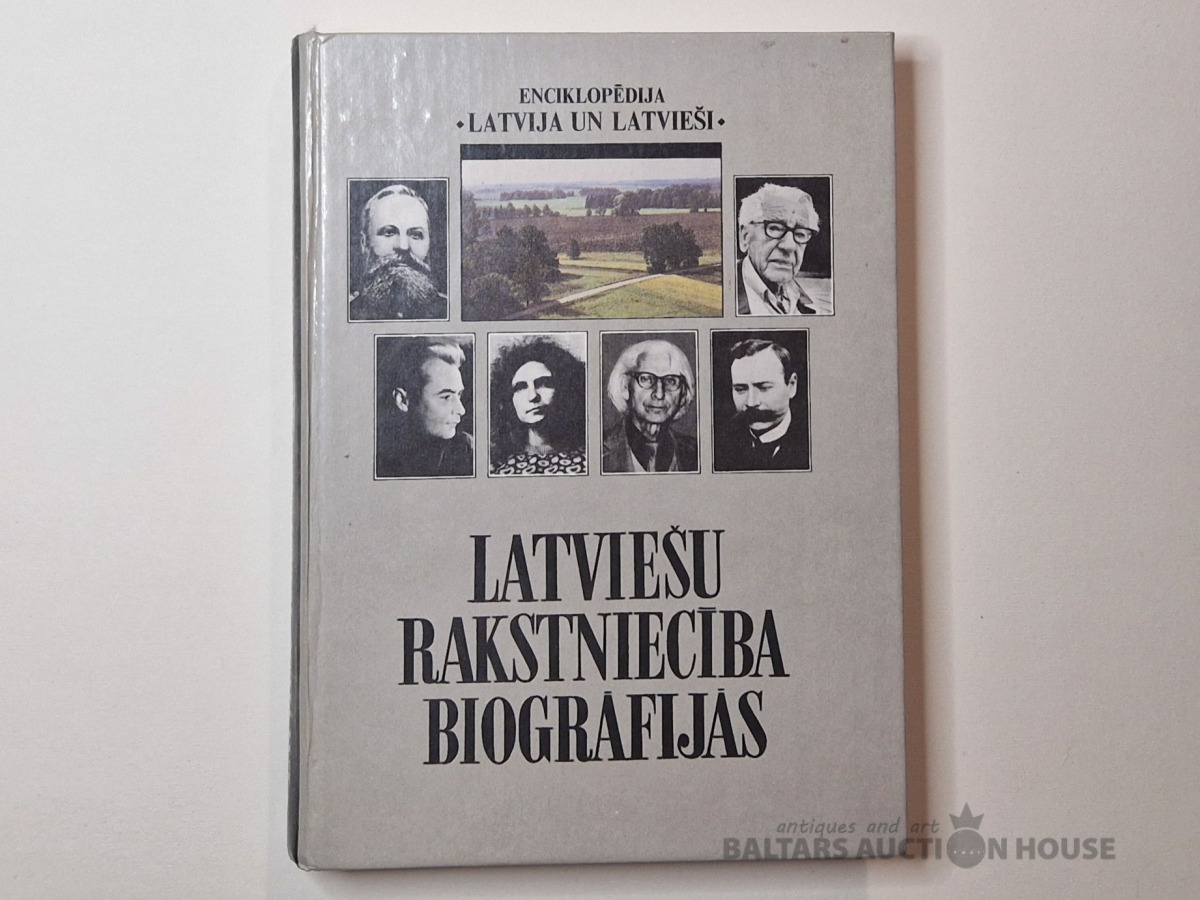 ENCIKLOPĒDIJA
• LATVIJA UN LATVIEŠI •
LATVIEŠU
RAKSTNIECĪBA
BIOGRĀFIJĀS
antiques and art
BALTARS AUCTION HOUSE